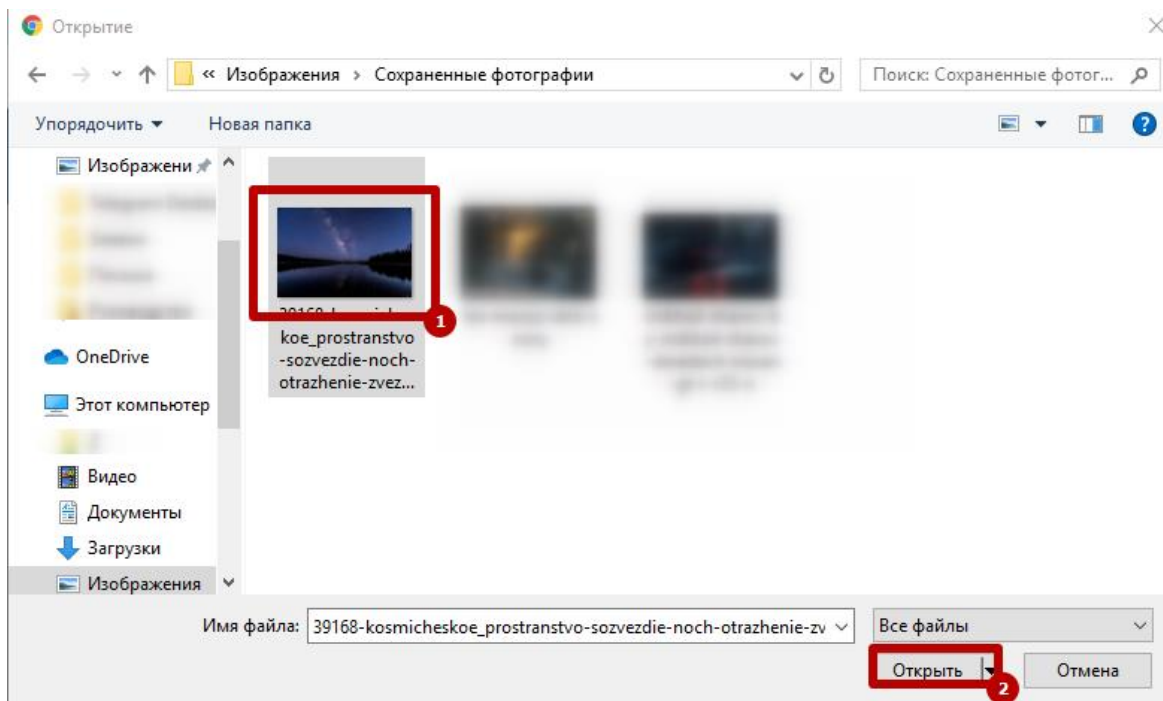 Открытие
« Изображения › Сохраненные фотографии
Поиск: Сохраненные фотог...
Упорядочить
Новая папка
Изображени
OneDrive
Этот компьютер
Видео
Документы
Загрузки
Изображения
1
koe_prostranstvo
-sozvezdie-noch-
otrazhenie-zvez...
Имя файла:
39168-kosmicheskoe_prostranstvo-sozvezdie-noch-otrazhenie-zv
Все файлы
Открыть
2
Отмена